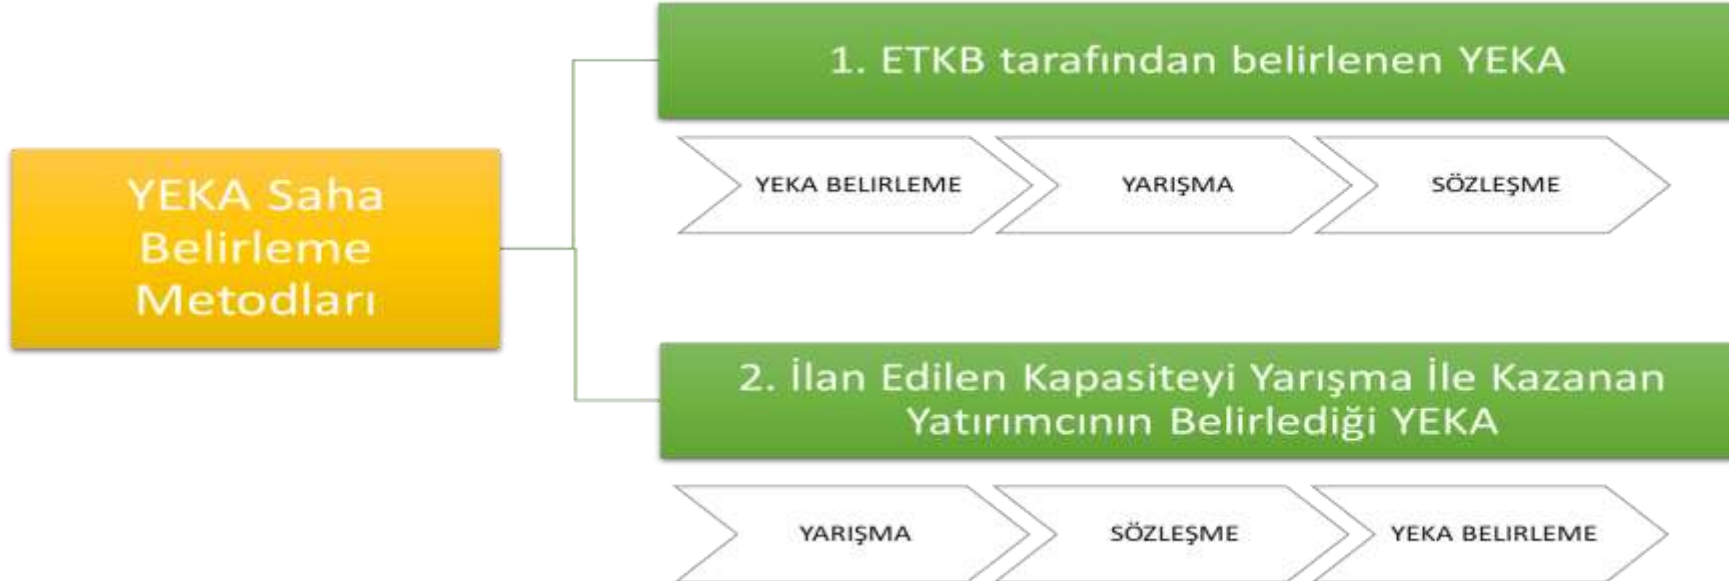 1. ETKB tarafından belirlenen YEKA
YEKA BELIRLEME
YARIŞMA
SÖZLEŞME
YEKA Saha
Belirleme
Metodları
2. İlan Edilen Kapasiteyi Yarışma İle Kazanan
Yatırımcının Belirlediği YEKA
YARIŞMA
SÖZLEŞME
YEKA BELIRLEME